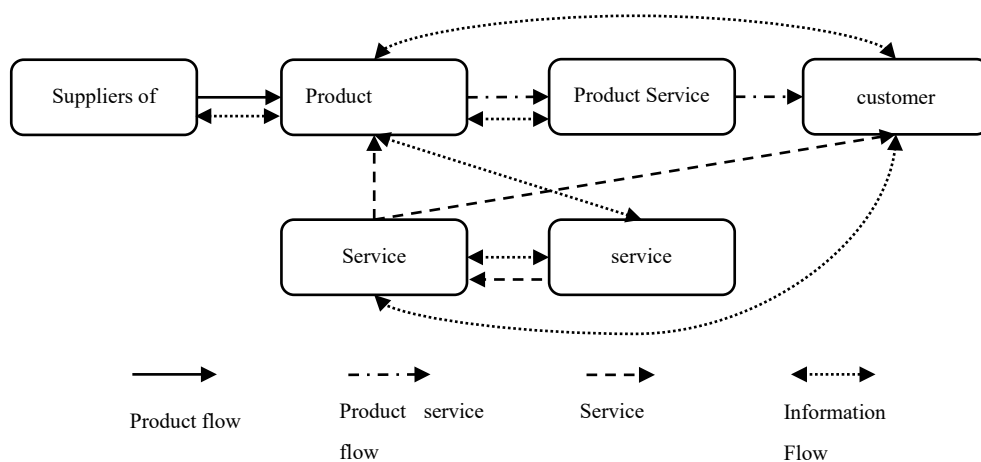 Suppliers of
Product
Product Service
customer
Service
service
Product flow
Product service
flow
Service
Information
Flow